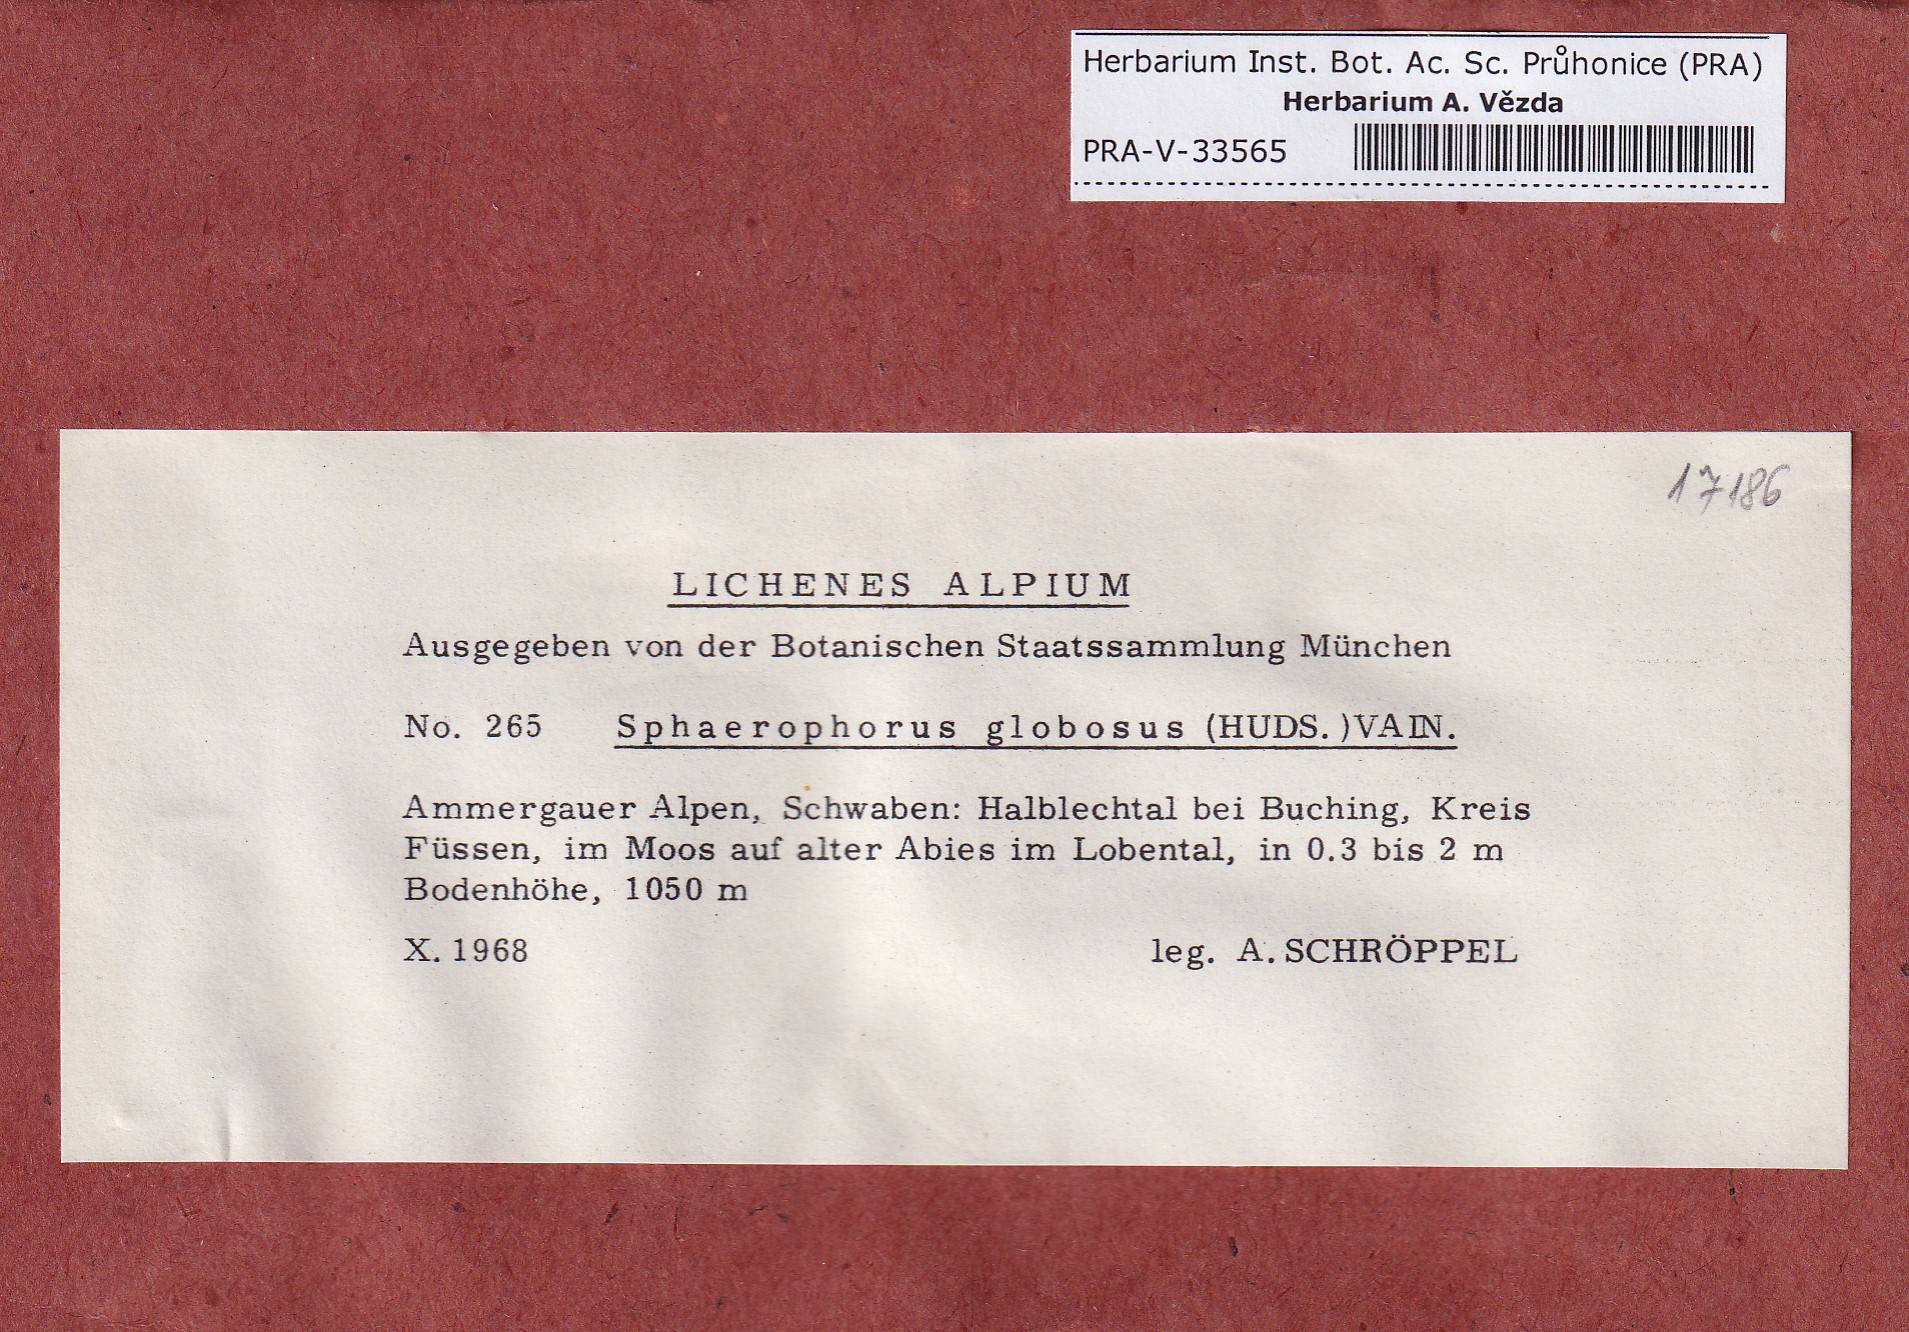 Herbarium Inst. Bot. Ac. Sc. Průhonice (PRA)
Herbarium A. Vězda
PRA-V-33565
17186
LICHENES ALPIUM
Ausgegeben von der Botanischen Staatssammlung München
No. 265 Sphaerophorus globosus (HUDS.)VAIN.
Ammergauer Alpen, Schwaben: Halblechtal bei Buching, Kreis
Füssen, im Moos auf alter Abies im Lobental, in 0.3 bis 2 m
Bodenhöhe, 1050 m
X. 1968 leg. A. SCHRÖPPEL